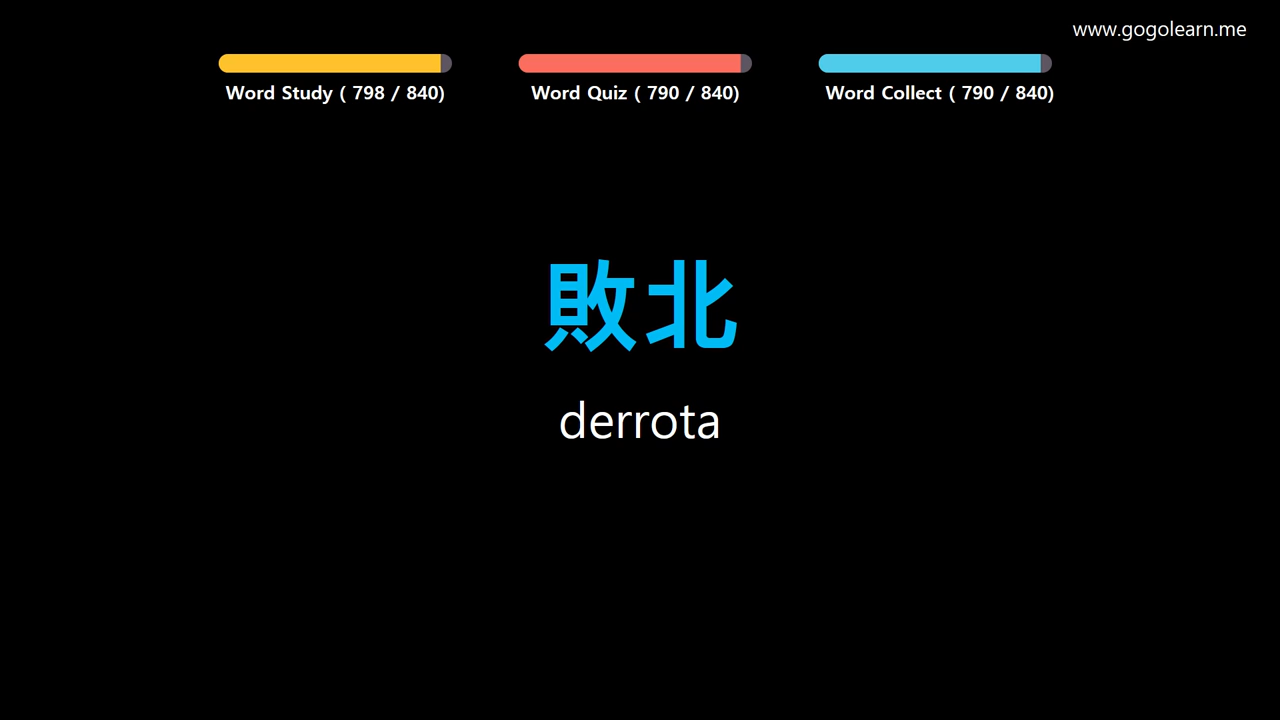 www.gogolearn.me
Word Study ( 798 / 840)
Word Quiz ( 790 / 840)
Word Collect ( 790 / 840)
敗北
derrota